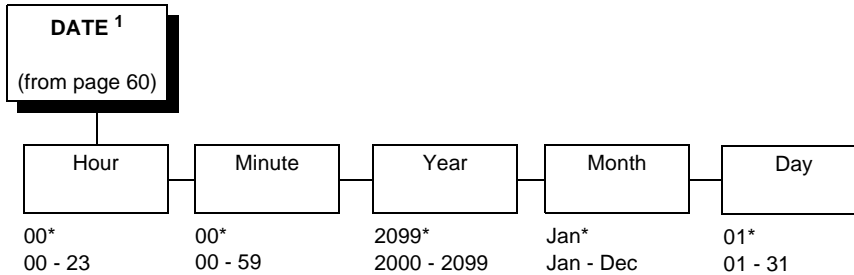 DATE 1
(from page 60)
Hour Minute Year Month Day
00* 00* 2099* Jan* 01*
00 - 23 00 - 59 2000 - 2099 Jan - Dec 01 - 31